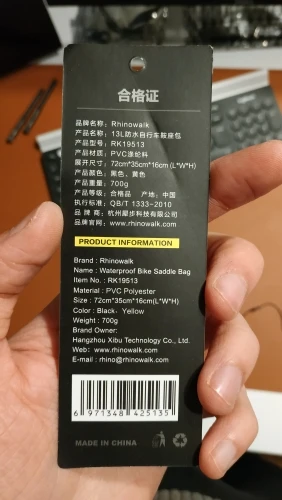 合格证
品牌名称：Rhinowalk
产品名称：13L防水自行车鞍座包
产品型号：RK19513
产品材质：PVC涤纶料
展开尺寸：72cm*35cm*16cm (L*W*H)
产品颜色：黑色、黄色
产品重量：700g
产品等级：合格品 产地：中国
执行标准：QB/T 1333-2010
品 牌 商：杭州犀步科技有限公司
品牌官网：www.rhinowalk.com
PRODUCT INFORMATION
Brand : Rhinowalk
Name : Waterproof Bike Saddle Bag
Item No. : RK19513
Material : PVC Polyester
Size : 72cm*35cm*16cm(L*W*H)
Color : Black、Yellow
Weight : 700g
Brand Owner:
Hangzhou Xibu Technology Co., Ltd.
Web：www.rhinowalk.com
E-mail : rhino@rhinowalk.com
6 971348 425135
MADE IN CHINA